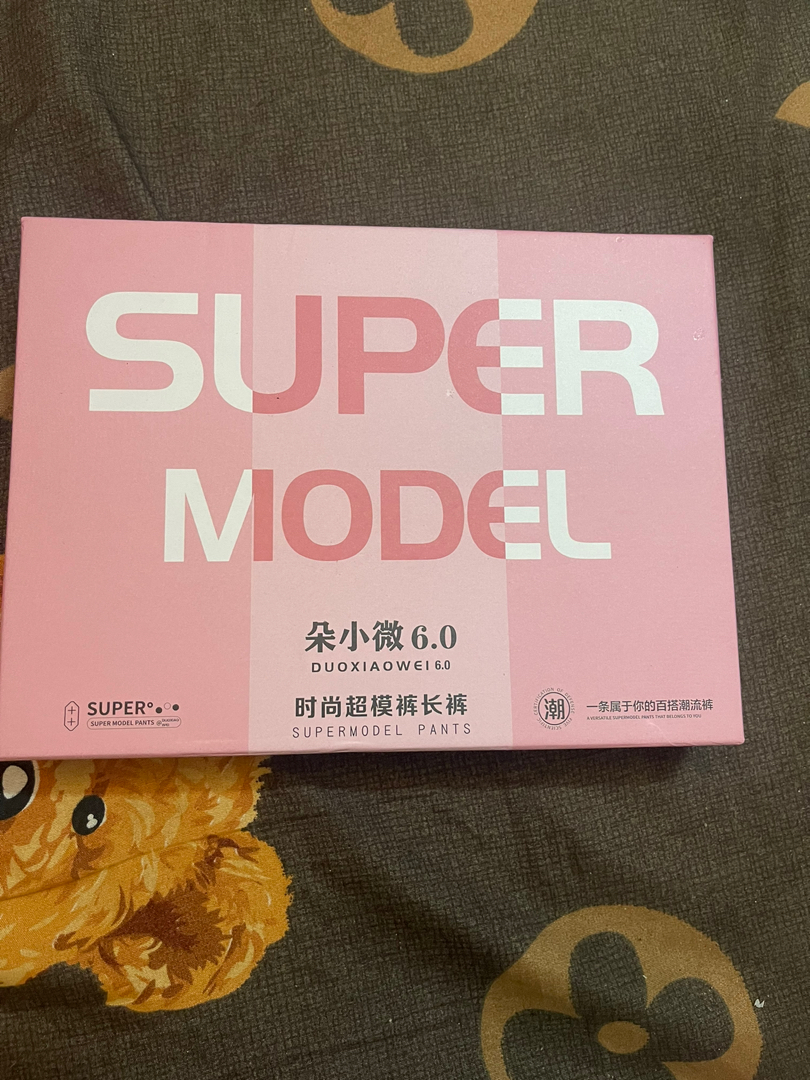 SUPER
MODEL
朵小微6.0
DUOXIAOWEI 6.0
时尚超模裤长裤
SUPERMODEL PANTS
SUPER
SUPER MODEL PANTS
潮
一条属于你的百搭潮流裤
A VERSATILE SUPERMODEL PANTS THAT BELONGS TO YOU